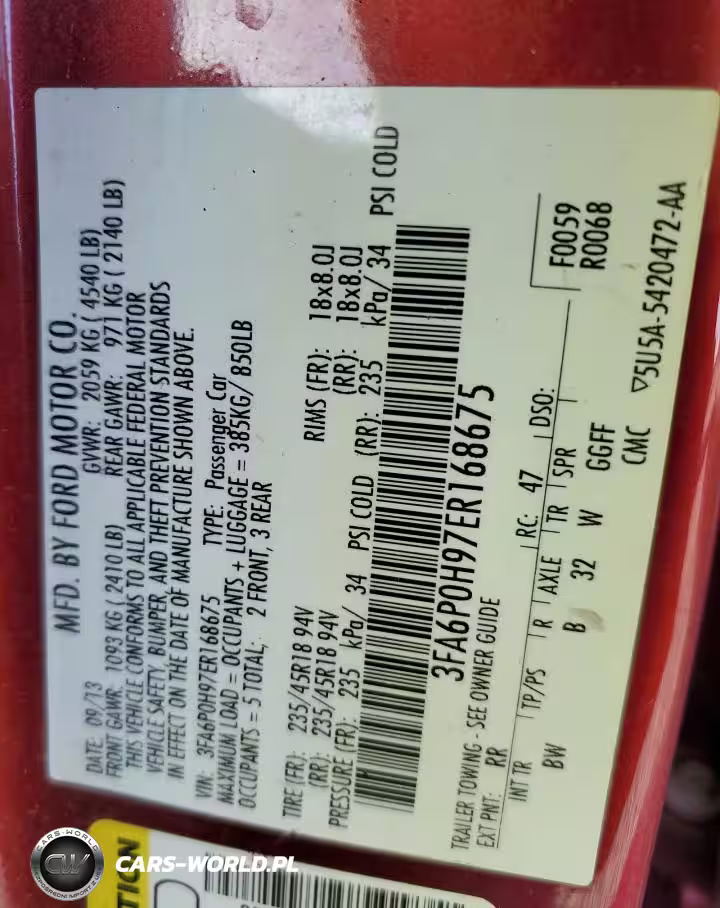 MFD. BY FORD MOTOR CO.
DATE: 09/13 GVWR: 2059 KG ( 4540 LB)
FRONT GAWR: 1093 KG ( 2410 LB) REAR GAWR: 971 KG ( 2140 LB)
THIS VEHICLE CONFORMS TO ALL APPLICABLE FEDERAL MOTOR
VEHICLE SAFETY, BUMPER, AND THEFT PREVENTION STANDARDS
IN EFFECT ON THE DATE OF MANUFACTURE SHOWN ABOVE.
VIN: 3FA6P0H97ER168675 TYPE: Passenger Car
MAXIMUM LOAD = OCCUPANTS + LUGGAGE = 385KG/ 850LB
OCCUPANTS = 5 TOTAL; 2 FRONT, 3 REAR
TIRE (FR): 235/45R18 94V RIMS (FR): 18x8.0J
(RR): 235/45R18 94V (RR): 18x8.0J
PRESSURE (FR): 235 kPa/ 34 PSI COLD (RR): 235 kPa/ 34 PSI COLD
3FA6P0H97ER168675
TRAILER TOWING - SEE OWNER GUIDE
F0059
EXT PNT: RR RC: 47 DSO: R0068
INT TR TP/PS R AXLE TR SPR
BW B 32 W GGFF
CMC ▽5U5A-5420472-AA
CARS-WORLD
CW
CARS-WORLD.PL